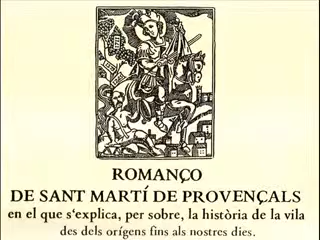 ROMANÇO
DE SANT MARTÍ DE PROVENÇALS
en el que s'explica, per sobre, la història de la vila
des dels orígens fins als nostres dies.